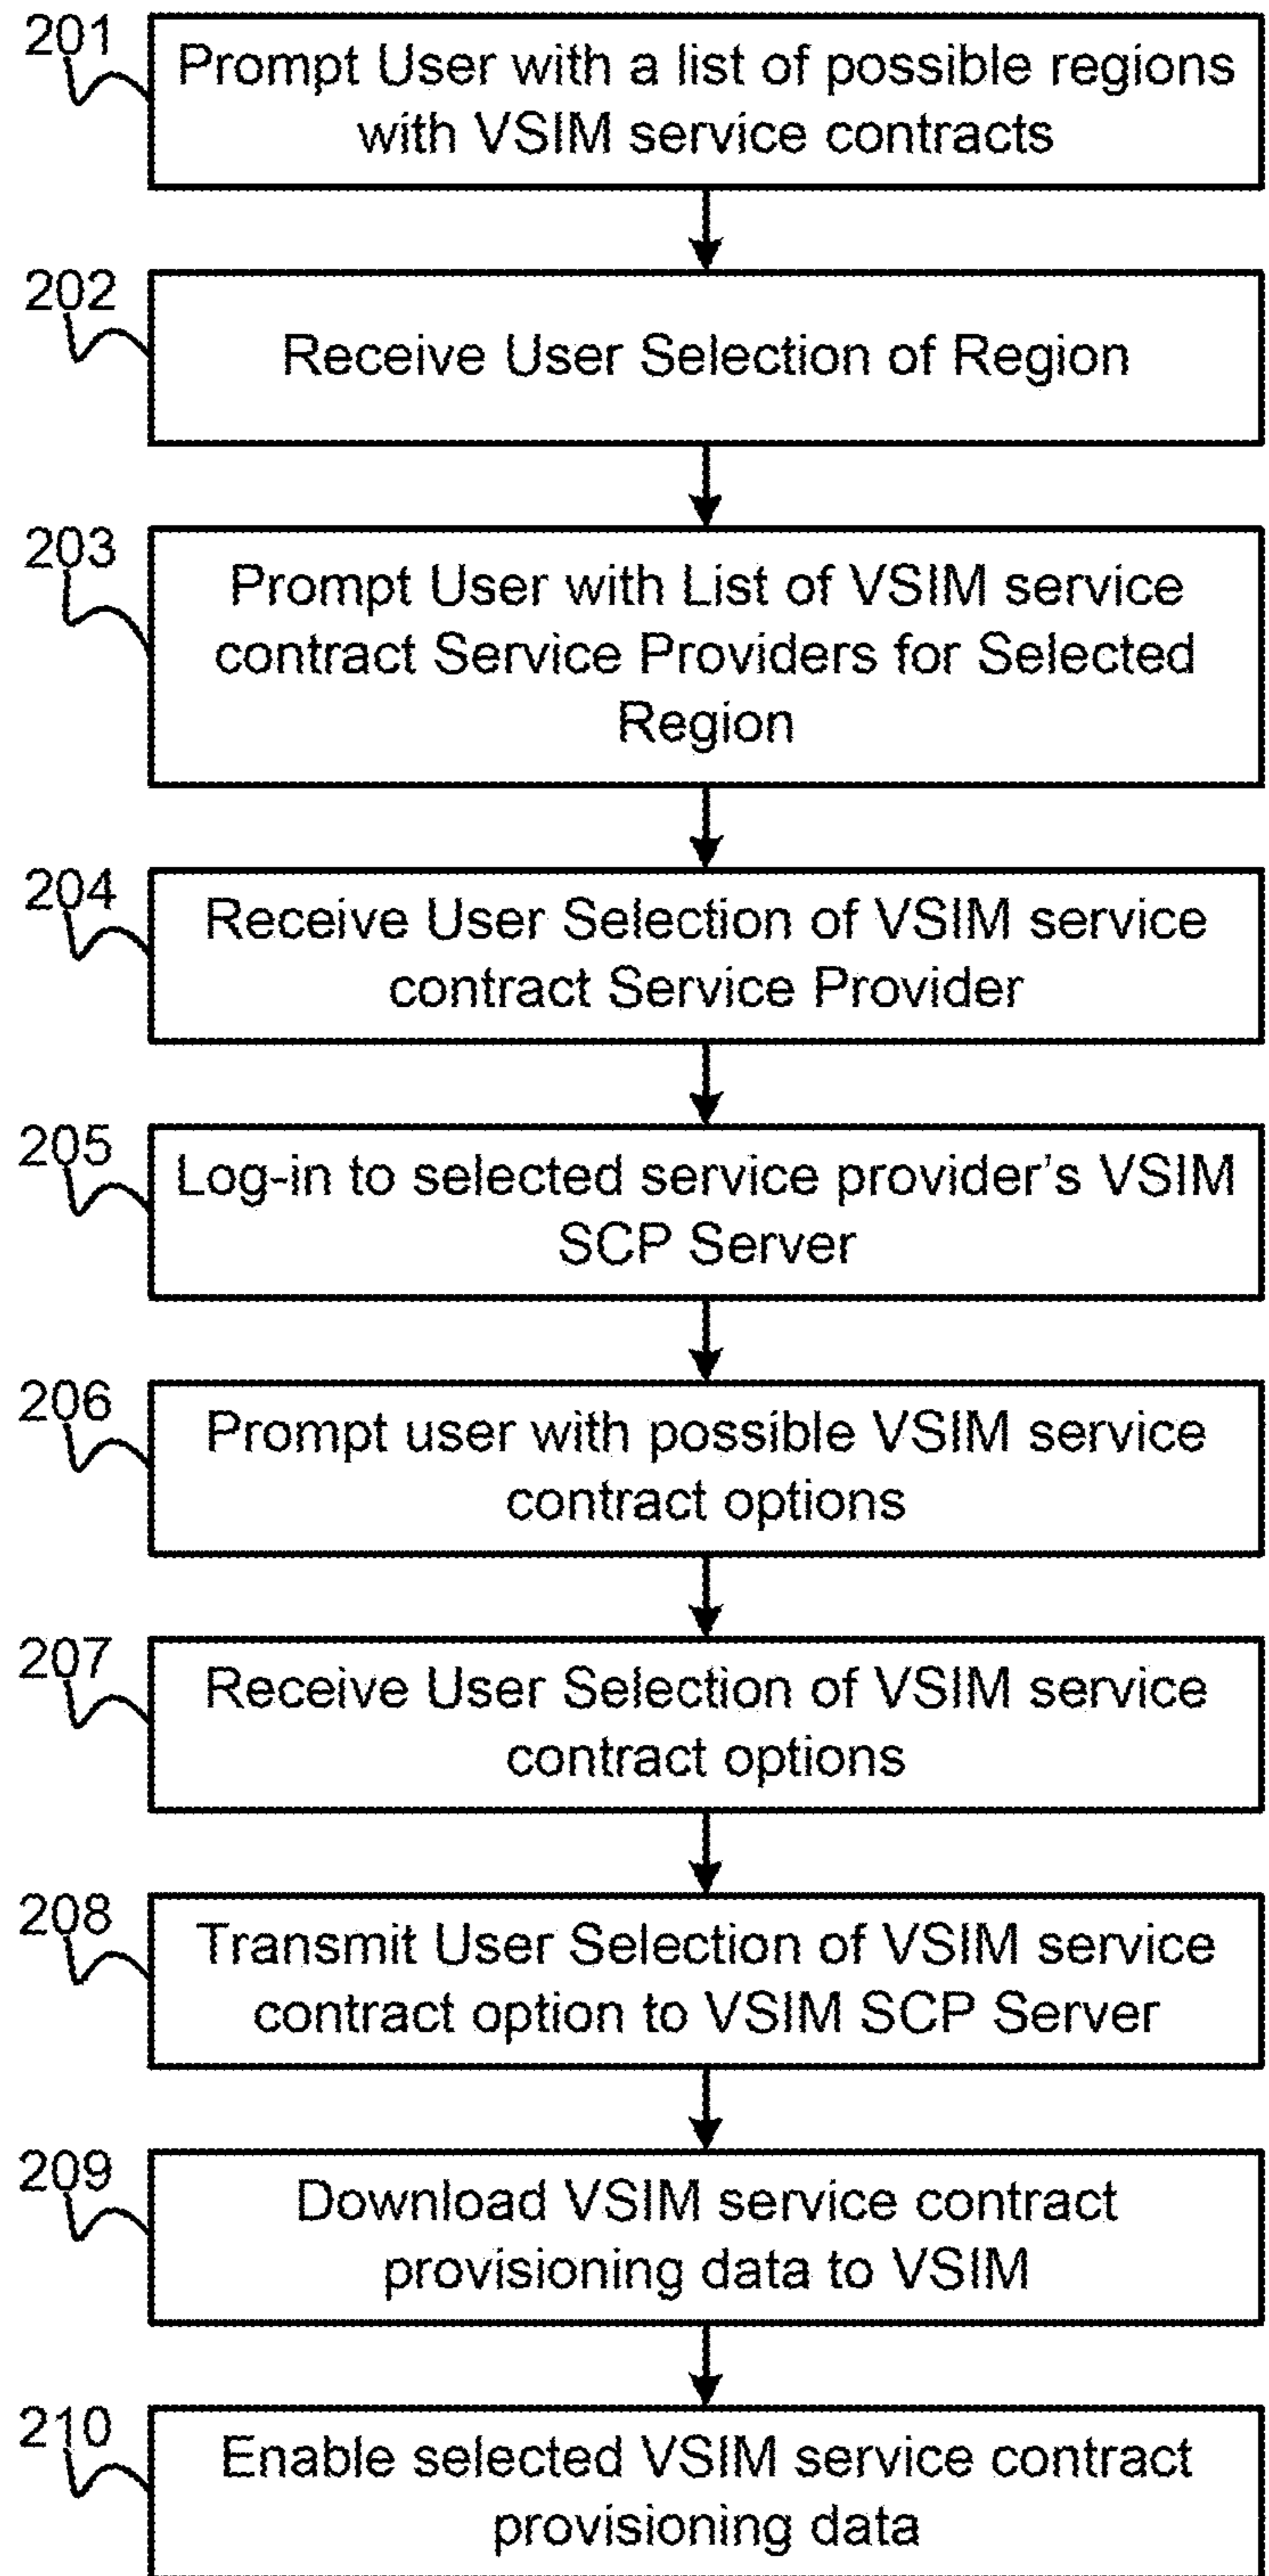 201
Prompt User with a list of possible regions
with VSIM service contracts
202
Receive User Selection of Region
203
Prompt User with List of VSIM service
contract Service Providers for Selected
Region
204
Receive User Selection of VSIM service
contract Service Provider
205
Log-in to selected service provider's VSIM
SCP Server
206
Prompt user with possible VSIM service
contract options
207
Receive User Selection of VSIM service
contract options
208
Transmit User Selection of VSIM service
contract option to VSIM SCP Server
209
Download VSIM service contract
provisioning data to VSIM
210
Enable selected VSIM service contract
provisioning data